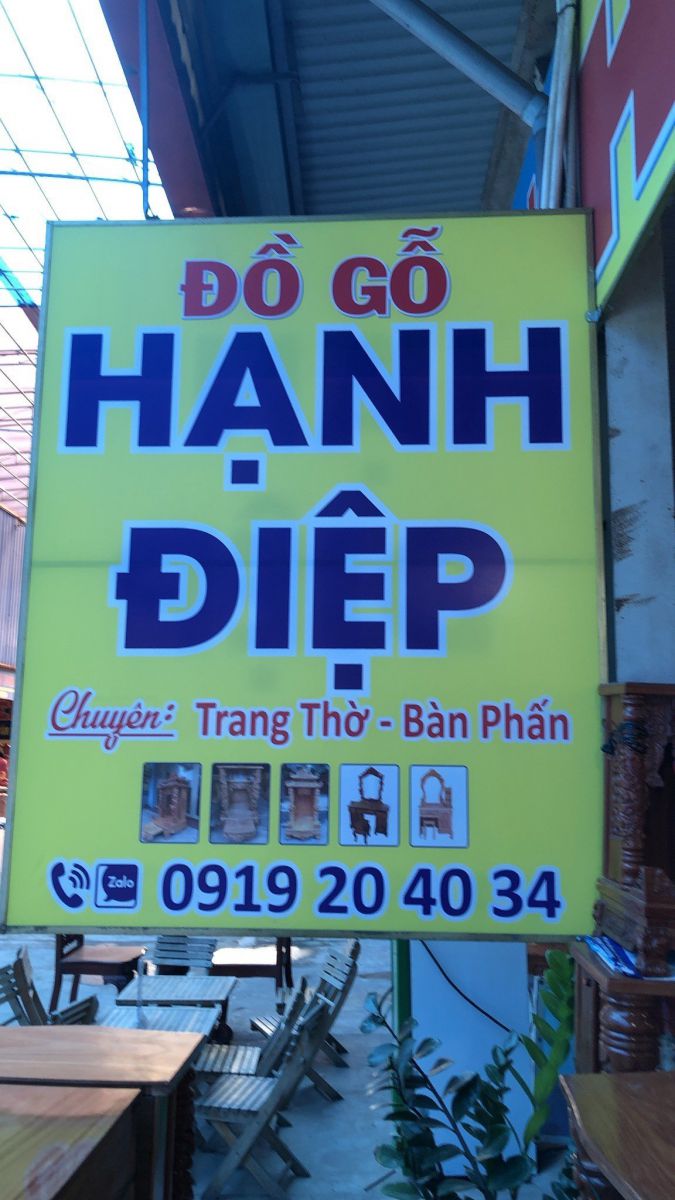 ĐỒ GỖ
HẠNH
ĐIỆP
Chuyên: Trang Thờ - Bàn Phấn
Zalo 0919 20 40 34